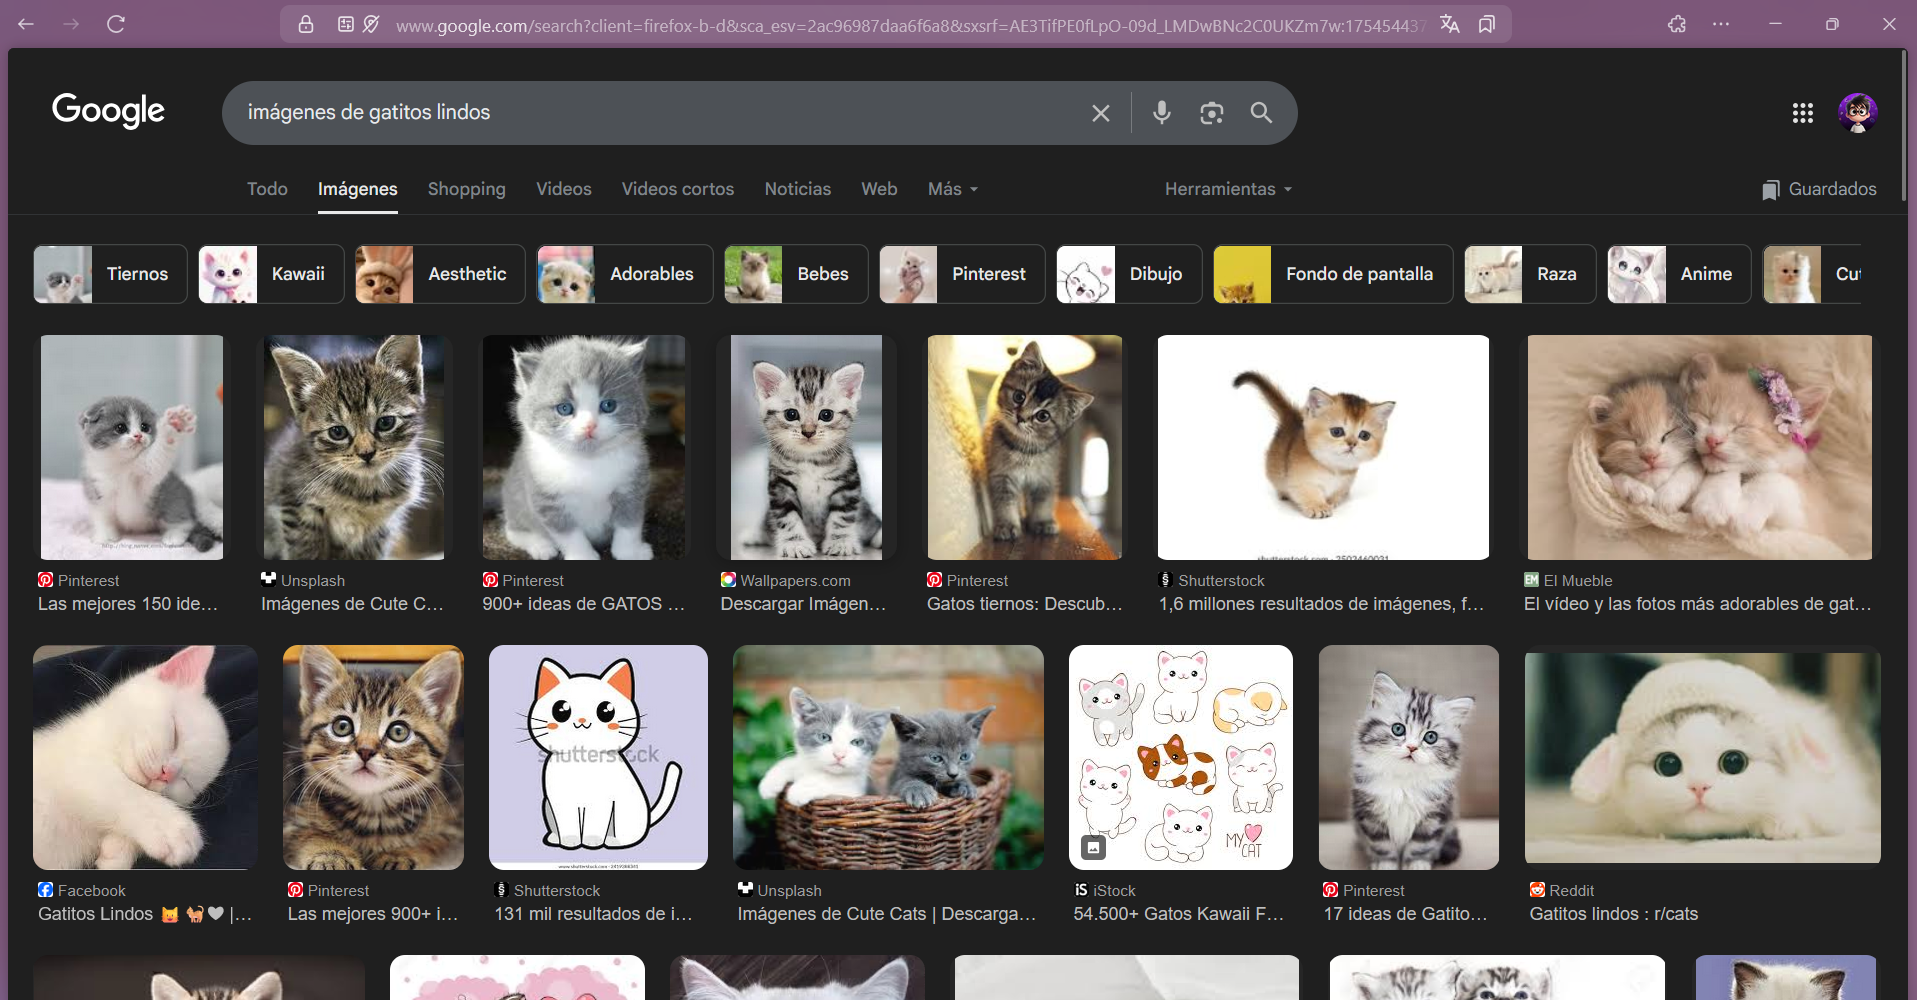 www.google.com/search?client=firefox-b-d&sca_esv=2ac96987daa6f6a8&sxsrf=AE3TifPE0fLpO-09d_LMDwBNc2C0UKZm7w:175454437
Google
imágenes de gatitos lindos
Todo Imágenes Shopping Videos Videos cortos Noticias Web Más Herramientas Guardados
Tiernos Kawaii Aesthetic Adorables Bebes Pinterest Dibujo Fondo de pantalla Raza Anime Cut
Pinterest
Las mejores 150 ide...
Unsplash
Imágenes de Cute C...
Pinterest
900+ ideas de GATOS ...
Wallpapers.com
Descargar Imágen...
Pinterest
Gatos tiernos: Descub...
Shutterstock
1,6 millones resultados de imágenes, f...
EM El Mueble
El vídeo y las fotos más adorables de gat...
shutterstock
MY CAT
Facebook
Gatitos Lindos 😺 🐈 🖤 |...
Pinterest
Las mejores 900+ i...
Shutterstock
131 mil resultados de i...
Unsplash
Imágenes de Cute Cats | Descarga...
iS iStock
54.500+ Gatos Kawaii F...
Pinterest
17 ideas de Gatito...
Reddit
Gatitos lindos : r/cats